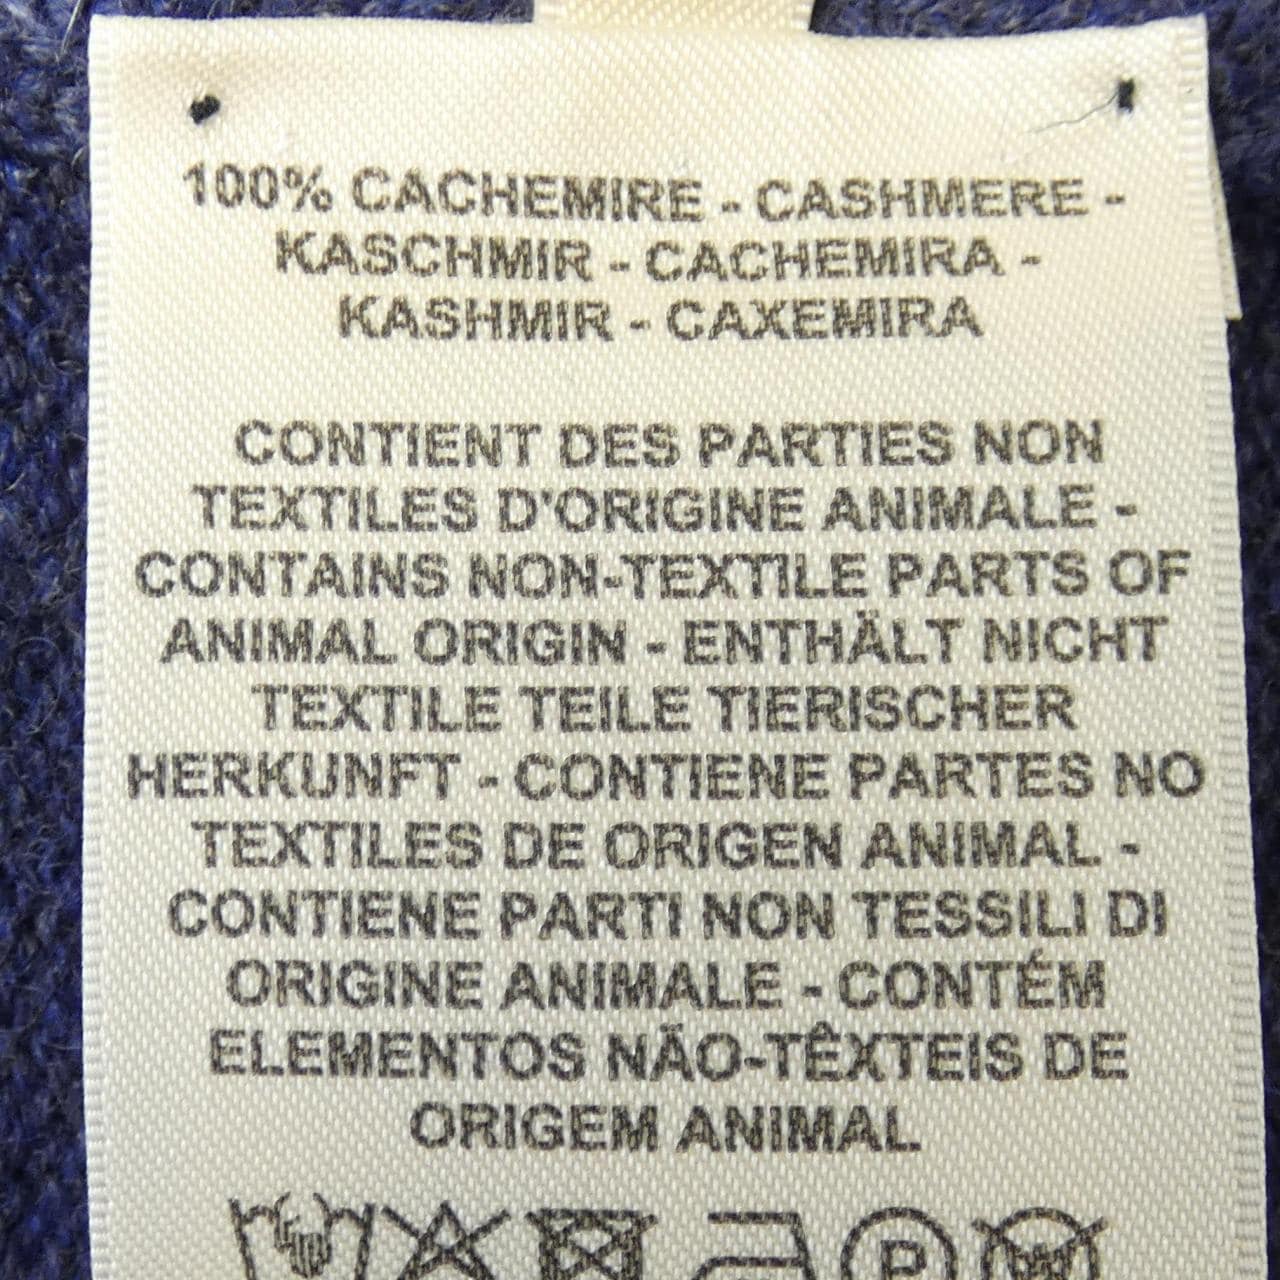 100% CACHEMIRE - CASHMERE -
KASCHMIR - CACHEMIRA -
KASHMIR - CAXEMIRA
CONTIENT DES PARTIES NON
TEXTILES D'ORIGINE ANIMALE -
CONTAINS NON-TEXTILE PARTS OF
ANIMAL ORIGIN - ENTHÄLT NICHT
TEXTILE TEILE TIERISCHER
HERKUNFT - CONTIENE PARTES NO
TEXTILES DE ORIGEN ANIMAL -
CONTIENE PARTI NON TESSILI DI
ORIGINE ANIMALE - CONTÉM
ELEMENTOS NÃO-TÊXTEIS DE
ORIGEM ANIMAL
P W